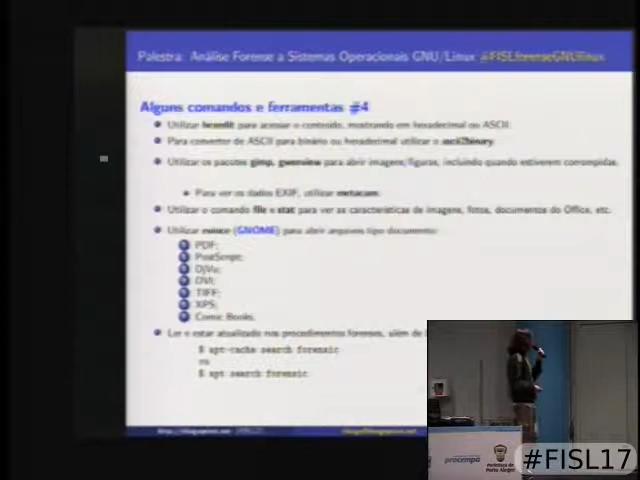 Palestra: Análise Forense a Sistemas Operacionais GNU/Linux #FISLforenseGNUlinux
Alguns comandos e ferramentas #4
Utilizar hexedit para acessar o conteúdo, mostrando em hexadecimal ou ASCII.
Para converter de ASCII para binário ou hexadecimal utilizar o ascii2binary.
Utilizar os pacotes gimp, gwenview para abrir imagens/figuras, incluindo quando estiverem corrompidas.
Para ver os dados EXIF, utilizar metacam.
Utilizar o comando file e stat para ver as características de imagens, fotos, documentos do Office, etc.
Utilizar evince (GNOME) para abrir arquivos tipo documento:
PDF;
PostScript;
DjVu;
DVI;
TIFF;
XPS;
Comic Books.
Ler e estar atualizado nos procedimentos forenses, além de
$ apt-cache search forensic
ou
$ apt search forensic
procempa
Prefeitura de
Porto Alegre
#FISL17